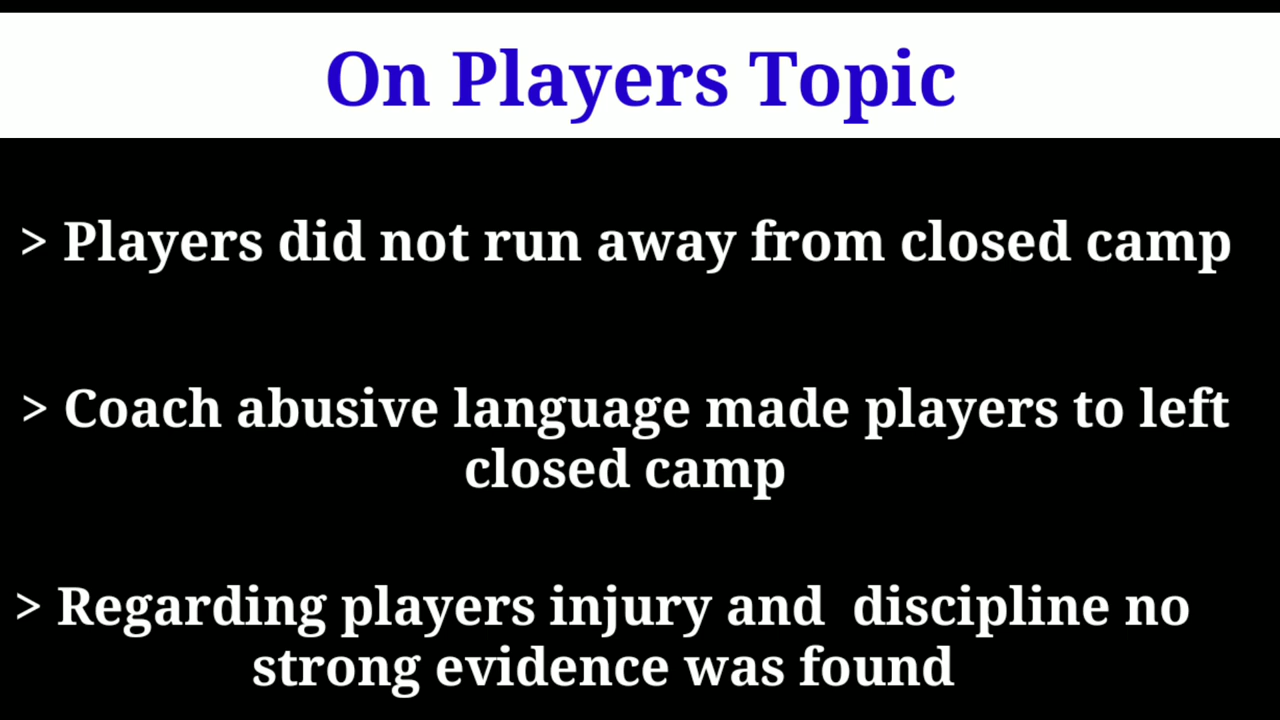 On Players Topic
> Players did not run away from closed camp
> Coach abusive language made players to left
closed camp
> Regarding players injury and  discipline no
strong evidence was found